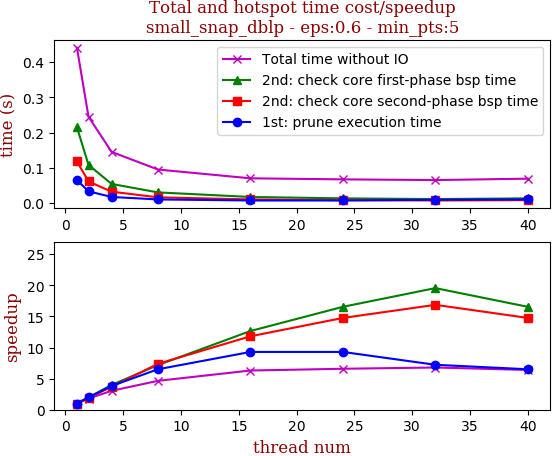 Total and hotspot time cost/speedup
small_snap_dblp - eps:0.6 - min_pts:5
time (s)
0.4
0.3
0.2
0.1
0.0
Total time without IO
2nd: check core first-phase bsp time
2nd: check core second-phase bsp time
1st: prune execution time
0 5 10 15 20 25 30 35 40
speedup
25
20
15
10
5
0
0 5 10 15 20 25 30 35 40
thread num